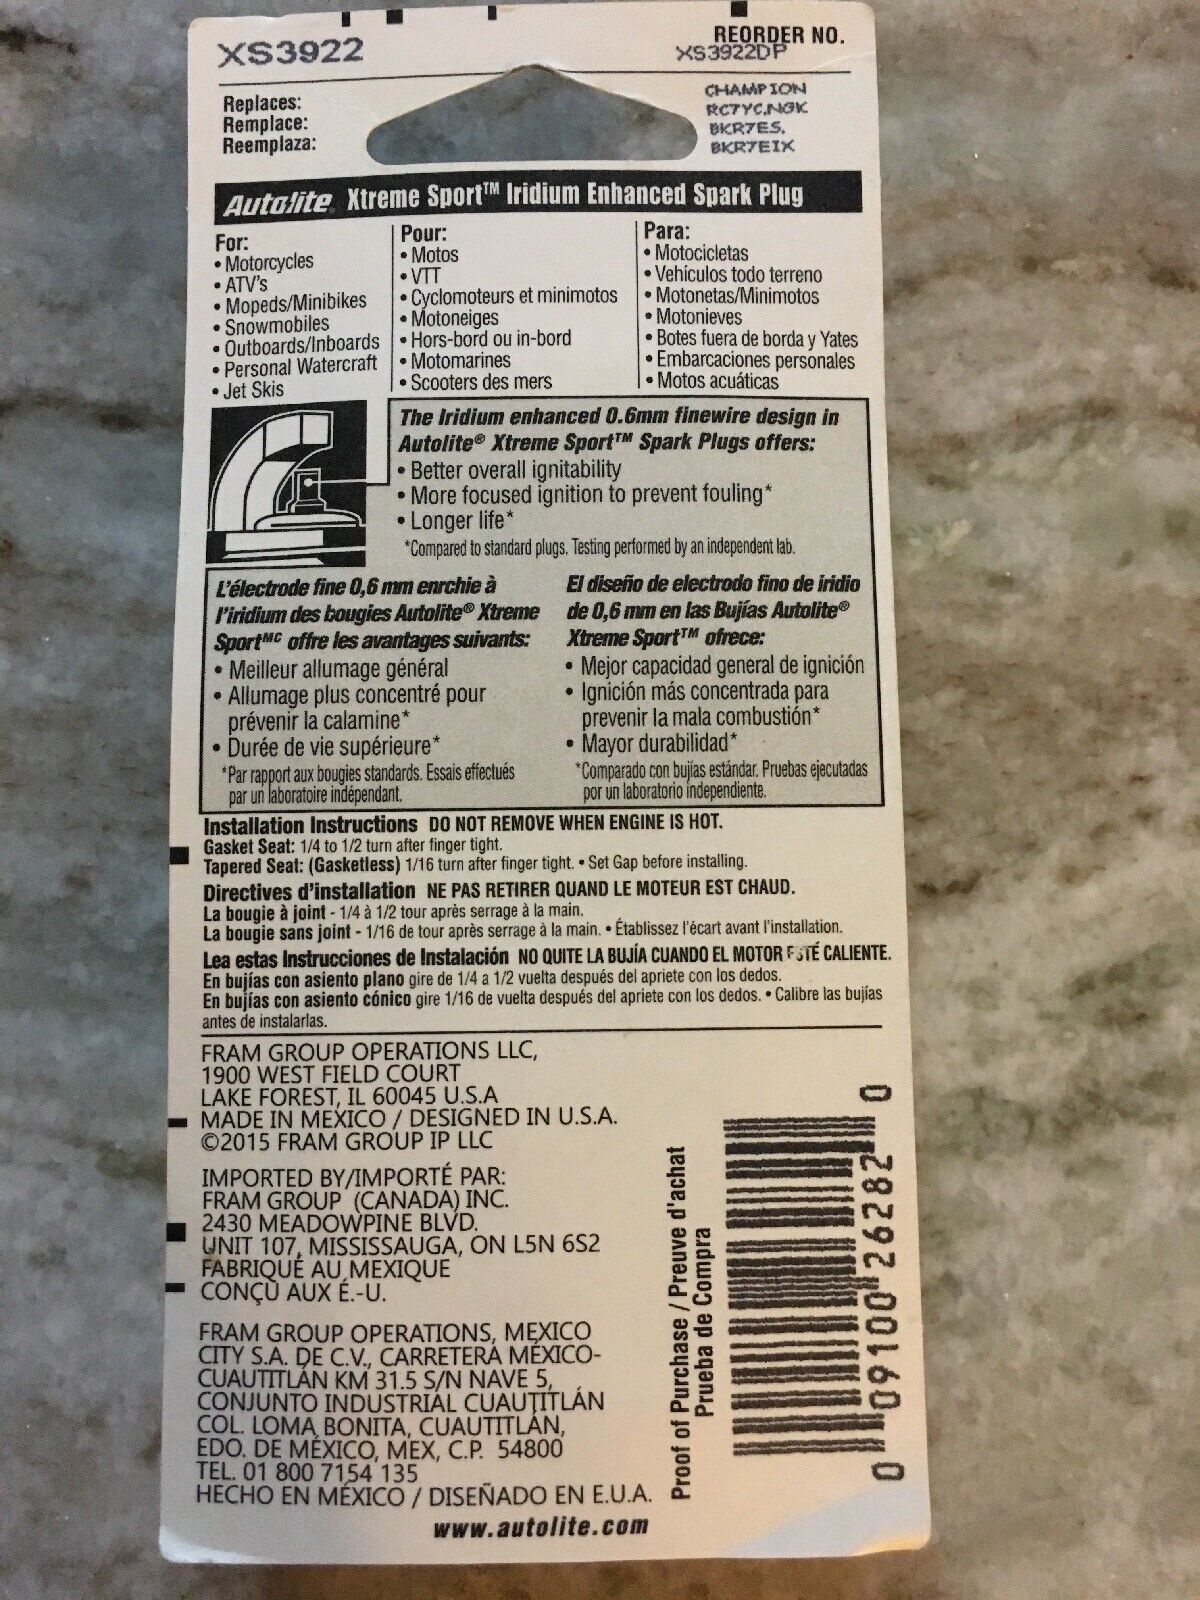 XS3922
REORDER NO.
XS3922DP
Replaces:
Remplace:
Reemplaza:
CHAMPION
RC7YC,NGK
BKR7ES,
BKR7EIX
Autolite® Xtreme Sport™ Iridium Enhanced Spark Plug
For:
• Motorcycles
• ATV's
• Mopeds/Minibikes
• Snowmobiles
• Outboards/Inboards
• Personal Watercraft
• Jet Skis
Pour:
• Motos
• VTT
• Cyclomoteurs et minimotos
• Motoneiges
• Hors-bord ou in-bord
• Motomarines
• Scooters des mers
Para:
• Motocicletas
• Vehículos todo terreno
• Motonetas/Minimotos
• Motonieves
• Botes fuera de borda y Yates
• Embarcaciones personales
• Motos acuáticas
The Iridium enhanced 0.6mm finewire design in
Autolite® Xtreme Sport™ Spark Plugs offers:
• Better overall ignitability
• More focused ignition to prevent fouling*
• Longer life*
*Compared to standard plugs. Testing performed by an independent lab.
L'électrode fine 0,6 mm enrchie à
l'iridium des bougies Autolite® Xtreme
Sport MC offre les avantages suivants:
• Meilleur allumage général
• Allumage plus concentré pour
prévenir la calamine*
• Durée de vie supérieure*
*Par rapport aux bougies standards. Essais effectués
par un laboratoire indépendant.
El diseño de electrodo fino de iridio
de 0,6 mm en las Bujías Autolite®
Xtreme Sport™ ofrece:
• Mejor capacidad general de ignición
• Ignición más concentrada para
prevenir la mala combustión*
• Mayor durabilidad*
*Comparado con bujías estándar. Pruebas ejecutadas
por un laboratorio independiente.
Installation Instructions DO NOT REMOVE WHEN ENGINE IS HOT.
Gasket Seat: 1/4 to 1/2 turn after finger tight.
Tapered Seat: (Gasketless) 1/16 turn after finger tight. • Set Gap before installing.
Directives d'installation NE PAS RETIRER QUAND LE MOTEUR EST CHAUD.
La bougie à joint - 1/4 à 1/2 tour après serrage à la main.
La bougie sans joint - 1/16 de tour après serrage à la main. • Établissez l'écart avant l'installation.
Lea estas Instrucciones de Instalación NO QUITE LA BUJÍA CUANDO EL MOTOR ESTÉ CALIENTE.
En bujías con asiento plano gire de 1/4 a 1/2 vuelta después del apriete con los dedos.
En bujías con asiento cónico gire 1/16 de vuelta después del apriete con los dedos. • Calibre las bujías
antes de instalarlas.
FRAM GROUP OPERATIONS LLC,
1900 WEST FIELD COURT
LAKE FOREST, IL 60045 U.S.A
MADE IN MEXICO / DESIGNED IN U.S.A.
©2015 FRAM GROUP IP LLC
IMPORTED BY/IMPORTÉ PAR:
FRAM GROUP (CANADA) INC.
2430 MEADOWPINE BLVD.
UNIT 107, MISSISSAUGA, ON L5N 6S2
FABRIQUÉ AU MEXIQUE
CONÇU AUX É.-U.
FRAM GROUP OPERATIONS, MEXICO
CITY S.A. DE C.V., CARRETERA MÉXICO-
CUAUTITLÁN KM 31.5 S/N NAVE 5,
CONJUNTO INDUSTRIAL CUAUTITLÁN
COL. LOMA BONITA, CUAUTITLÁN,
EDO. DE MÉXICO, MEX, C.P. 54800
TEL. 01 800 7154 135
HECHO EN MÉXICO / DISEÑADO EN E.U.A.
www.autolite.com
Proof of Purchase / Preuve d'achat
Prueba de Compra
0 09100 26282 0